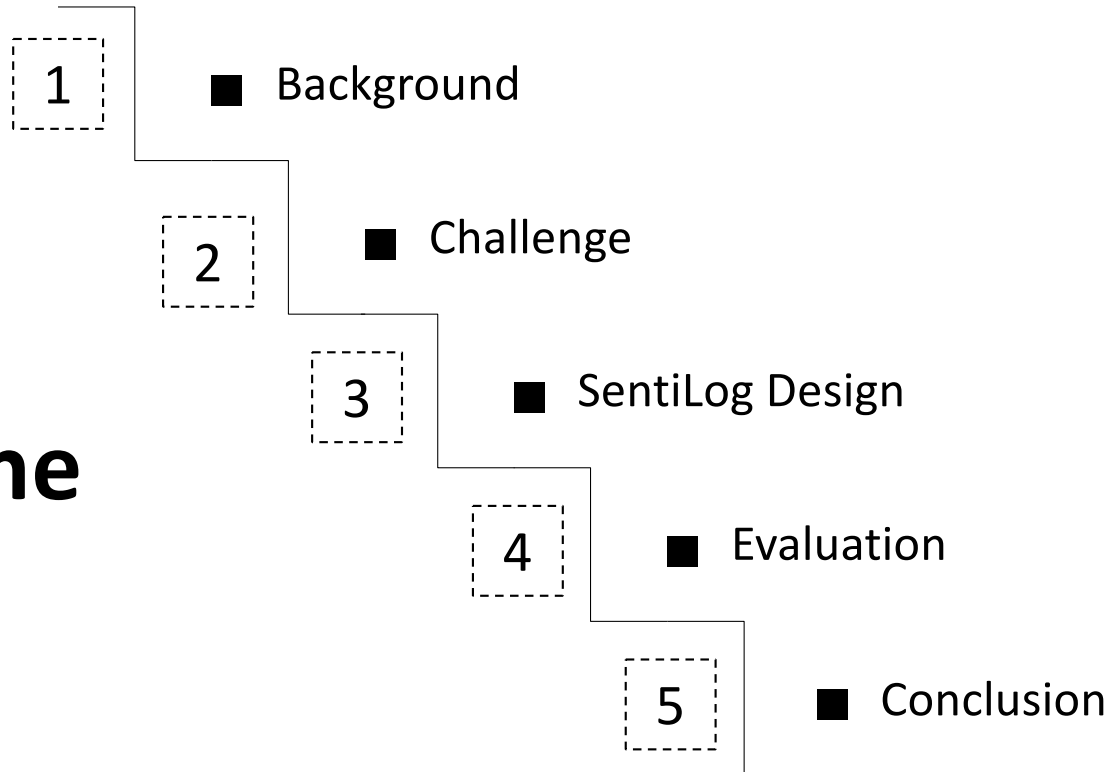 1
Background
2
Challenge
3
SentiLog Design
ne
4
Evaluation
5
Conclusion